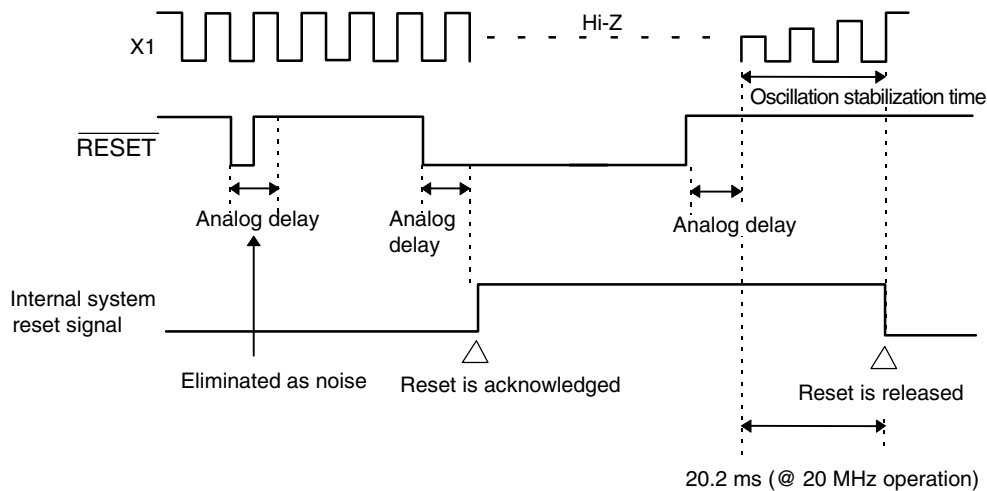 Hi-Z
X1
Oscillation stabilization time
RESET
Analog delay
Analog
delay
Analog delay
Internal system
reset signal
Eliminated as noise
Reset is acknowledged
Reset is released
20.2 ms (@ 20 MHz operation)